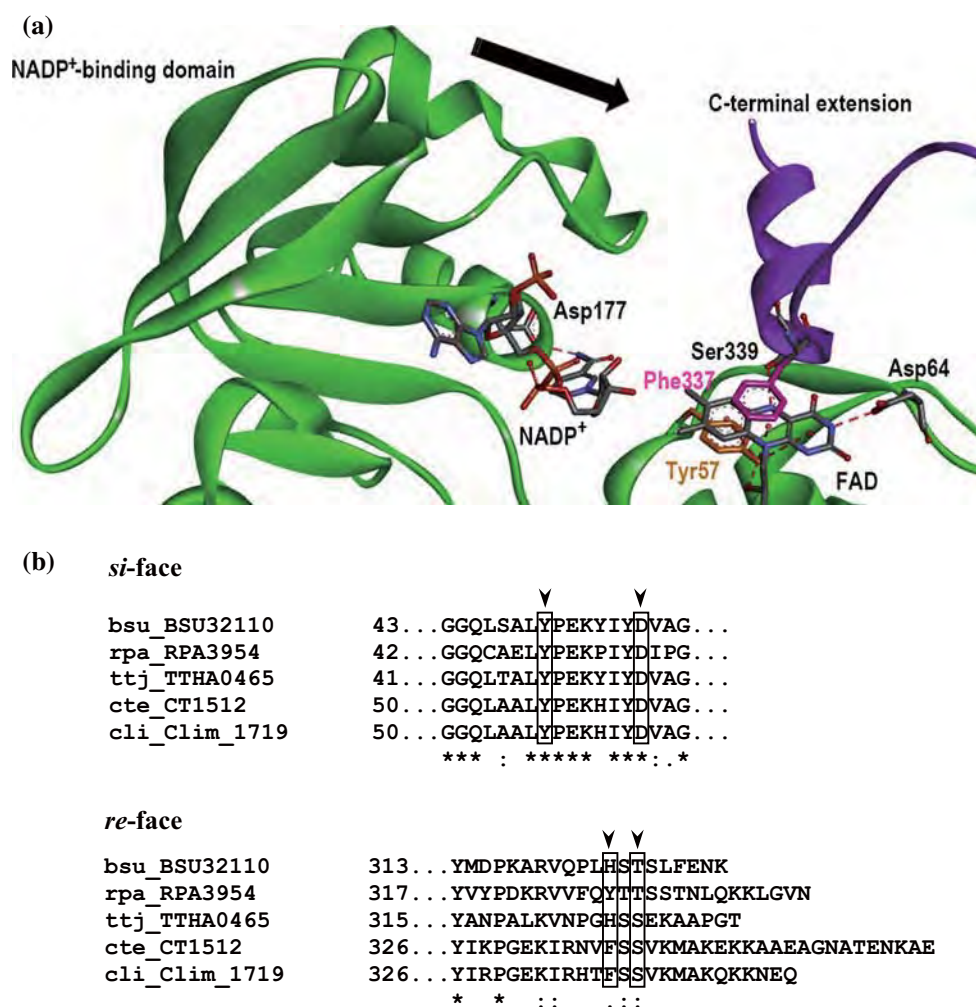 (a)
NADP+-binding domain
C-terminal extension
Asp177
Ser339
Asp64
Phe337
NADP+
Tyr57
FAD
(b)
si-face
bsu_BSU32110 43...GGQLSALYPEKYIYDVAG...
rpa_RPA3954 42...GGQCAELYPEKPIYDIPG...
ttj_TTHA0465 41...GGQLTALYPEKYIYDVAG...
cte_CT1512 50...GGQLAALYPEKHIYDVAG...
cli_Clim_1719 50...GGQLAALYPEKHIYDVAG...
*** : ***** ***:.*
re-face
bsu_BSU32110 313...YMDPKARVQPLHSTSLFENK
rpa_RPA3954 317...YVYPDKRVVFQYTTSSTNLQKKLGVN
ttj_TTHA0465 315...YANPALKVNPGHSSEKAAPGT
cte_CT1512 326...YIKPGEKIRNVFSSVKMAKEKKAAEAGNATENKAE
cli_Clim_1719 326...YIRPGEKIRHTFSSVKMAKQKKNEQ
* * :: .::